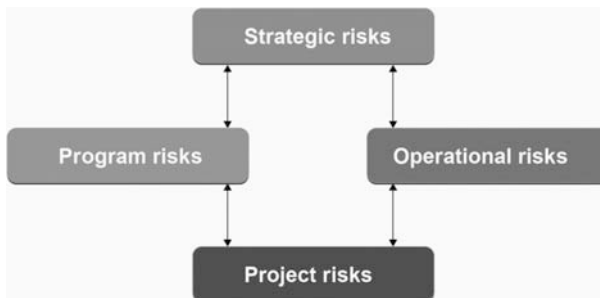 Strategic risks
Program risks
Operational risks
Project risks